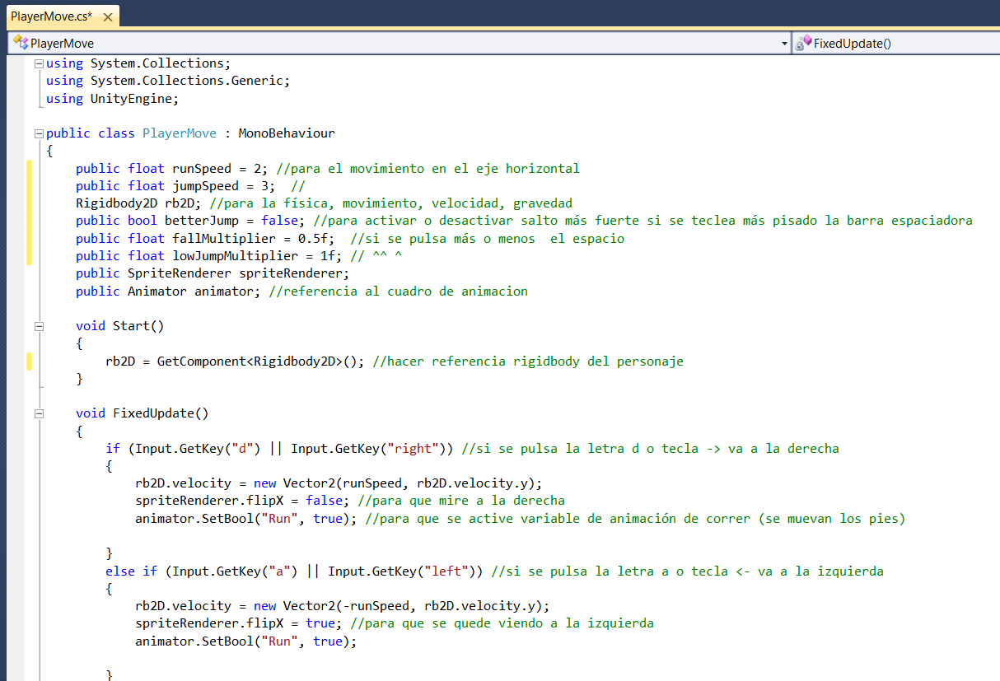 PlayerMove.cs*
PlayerMove
FixedUpdate()
using System.Collections;
using System.Collections.Generic;
using UnityEngine;
public class PlayerMove : MonoBehaviour
{
public float runSpeed = 2; //para el movimiento en el eje horizontal
public float jumpSpeed = 3;  //
Rigidbody2D rb2D; //para la física, movimiento, velocidad, gravedad
public bool betterJump = false; //para activar o desactivar salto más fuerte si se teclea más pisado la barra espaciadora
public float fallMultiplier = 0.5f;  //si se pulsa más o menos  el espacio
public float lowJumpMultiplier = 1f; // ^^ ^
public SpriteRenderer spriteRenderer;
public Animator animator; //referencia al cuadro de animacion
void Start()
{
rb2D = GetComponent<Rigidbody2D>(); //hacer referencia rigidbody del personaje
}
void FixedUpdate()
{
if (Input.GetKey("d") || Input.GetKey("right")) //si se pulsa la letra d o tecla -> va a la derecha
{
rb2D.velocity = new Vector2(runSpeed, rb2D.velocity.y);
spriteRenderer.flipX = false; //para que mire a la derecha
animator.SetBool("Run", true); //para que se active variable de animación de correr (se muevan los pies)
}
else if (Input.GetKey("a") || Input.GetKey("left")) //si se pulsa la letra a o tecla <- va a la izquierda
{
rb2D.velocity = new Vector2(-runSpeed, rb2D.velocity.y);
spriteRenderer.flipX = true; //para que se quede viendo a la izquierda
animator.SetBool("Run", true);
}